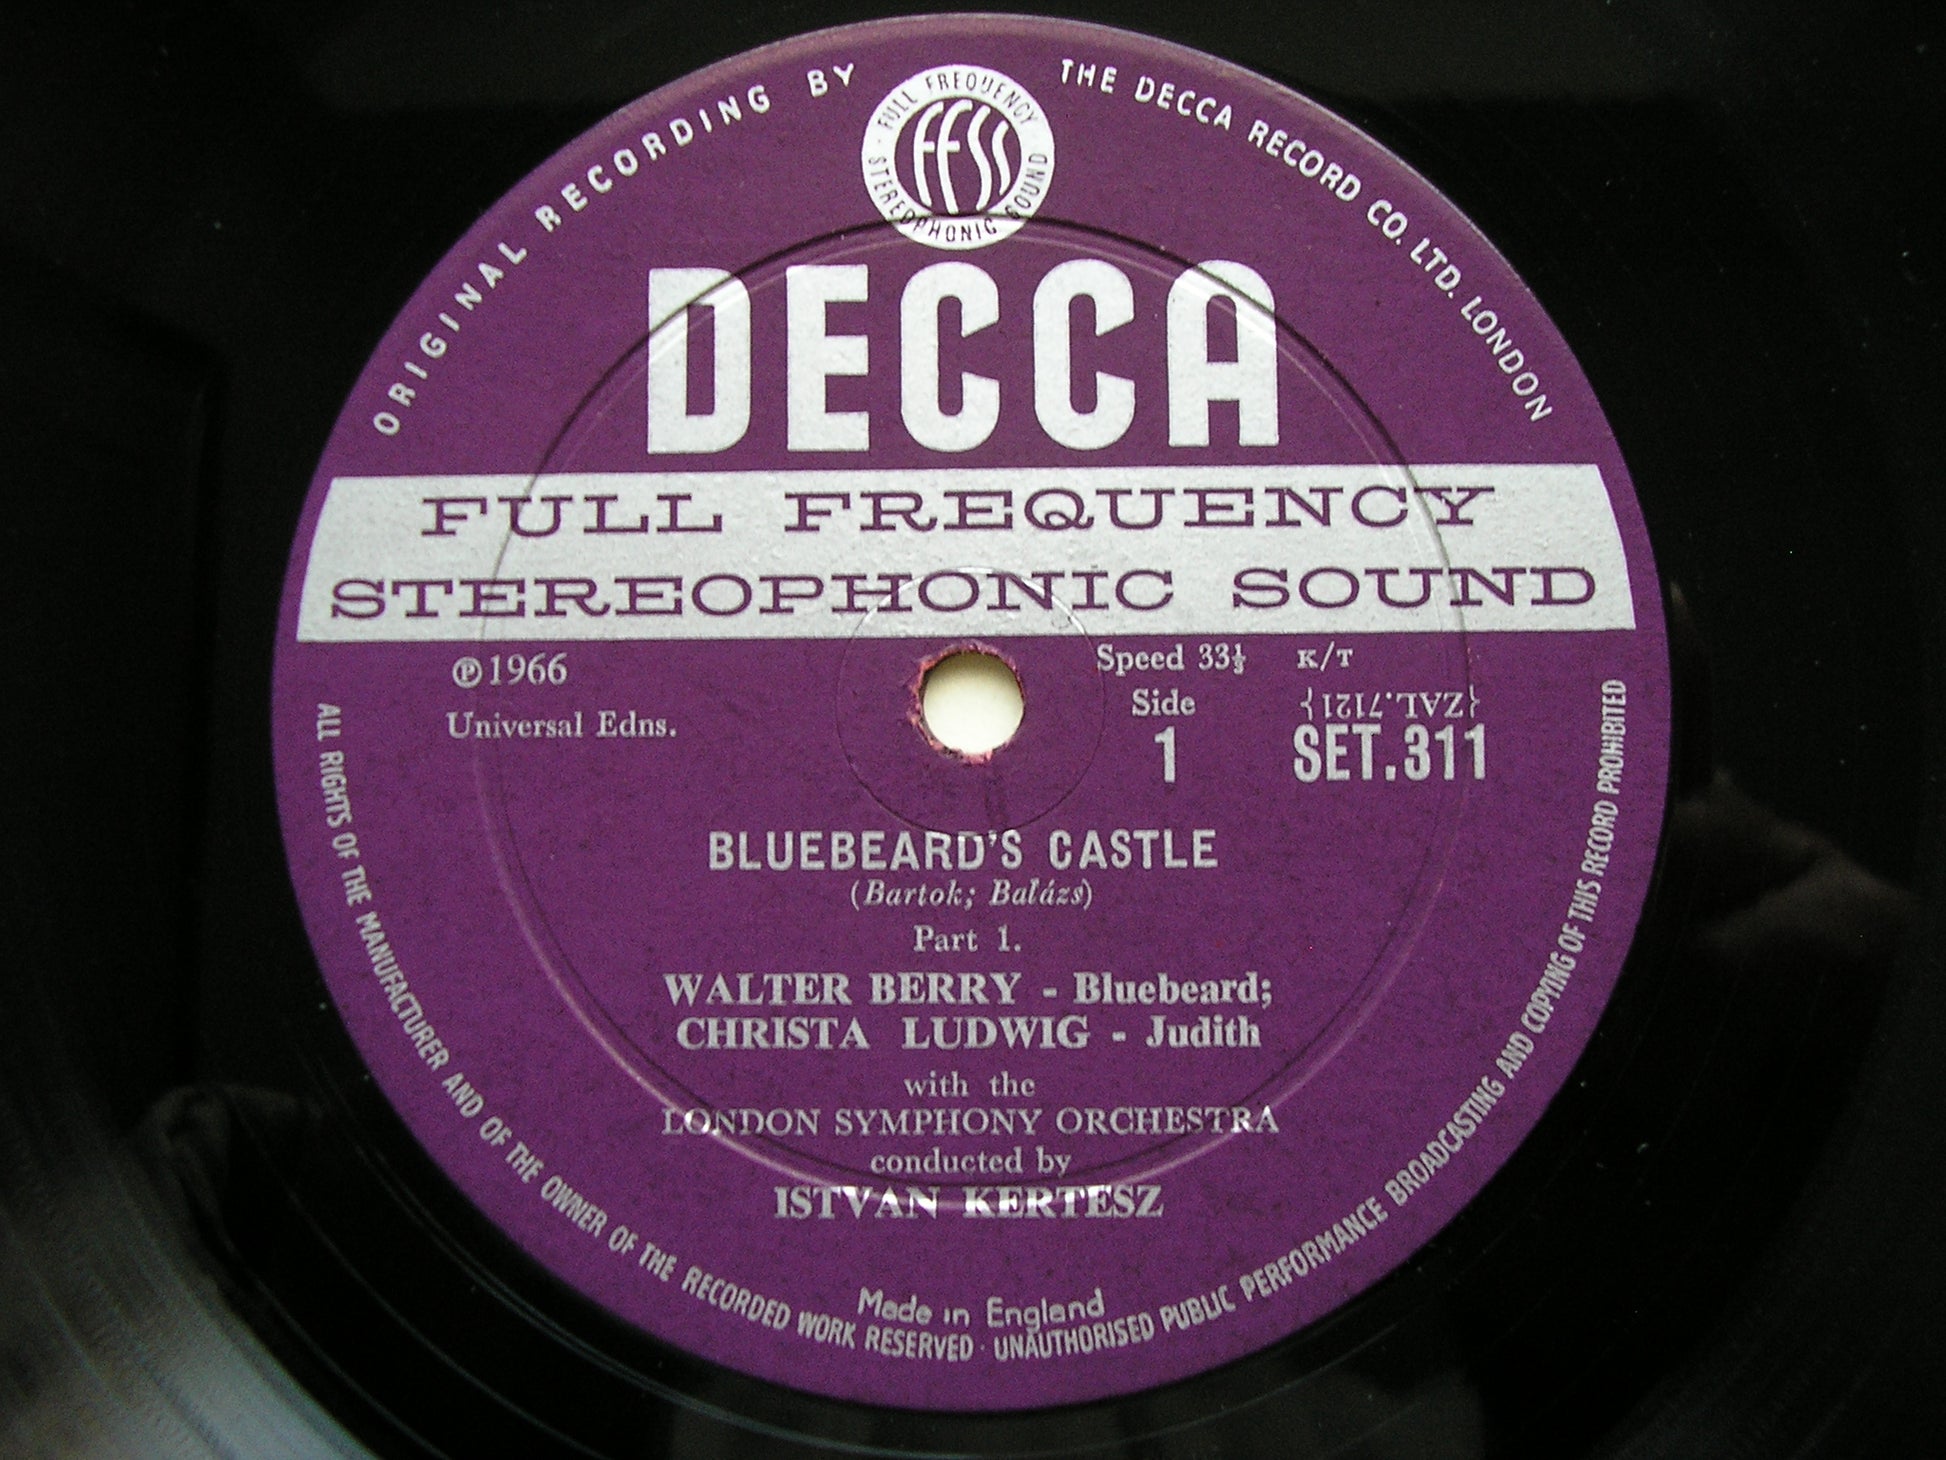 ORIGINAL RECORDING BY THE DECCA RECORD CO. LTD. LONDON
FULL FREQUENCY STEREOPHONIC SOUND
FFSS
DECCA
FULL FREQUENCY
STEREOPHONIC SOUND
℗1966
Universal Edns.
Speed 33⅓ K/T
Side
1
{ZAL.7121}
SET.311
BLUEBEARD'S CASTLE
(Bartok; Balázs)
Part 1.
WALTER BERRY - Bluebeard;
CHRISTA LUDWIG - Judith
with the
LONDON SYMPHONY ORCHESTRA
conducted by
ISTVAN KERTESZ
Made in England
ALL RIGHTS OF THE MANUFACTURER AND OF THE OWNER OF THE RECORDED WORK RESERVED · UNAUTHORISED PUBLIC PERFORMANCE BROADCASTING AND COPYING OF THIS RECORD PROHIBITED